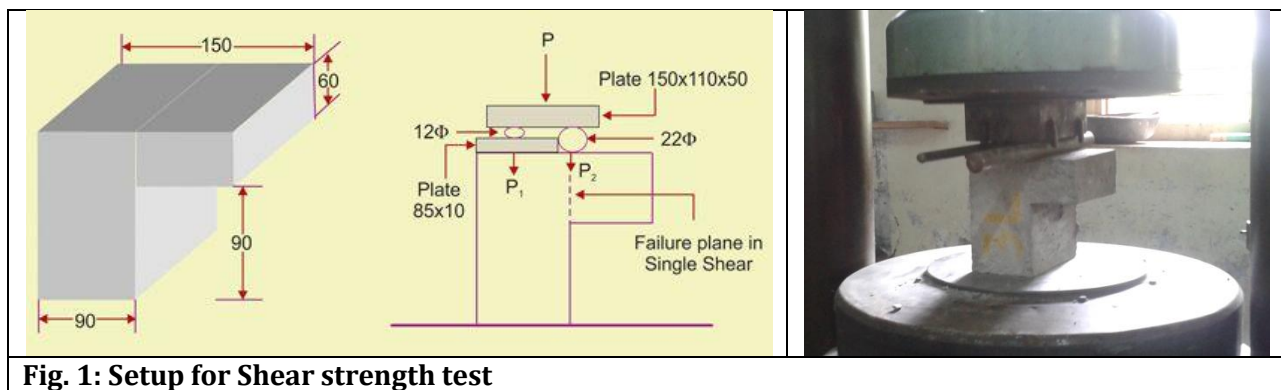 150
60
90
90
P
Plate 150x110x50
12Φ
22Φ
P₁
P₂
Plate
85x10
Failure plane in
Single Shear
Fig. 1: Setup for Shear strength test